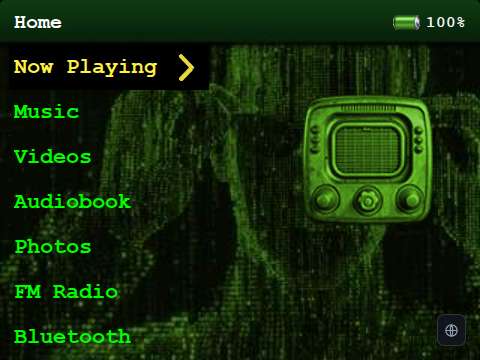 Home
100%
Now Playing
Music
Videos
Audiobook
Photos
FM Radio
Bluetooth